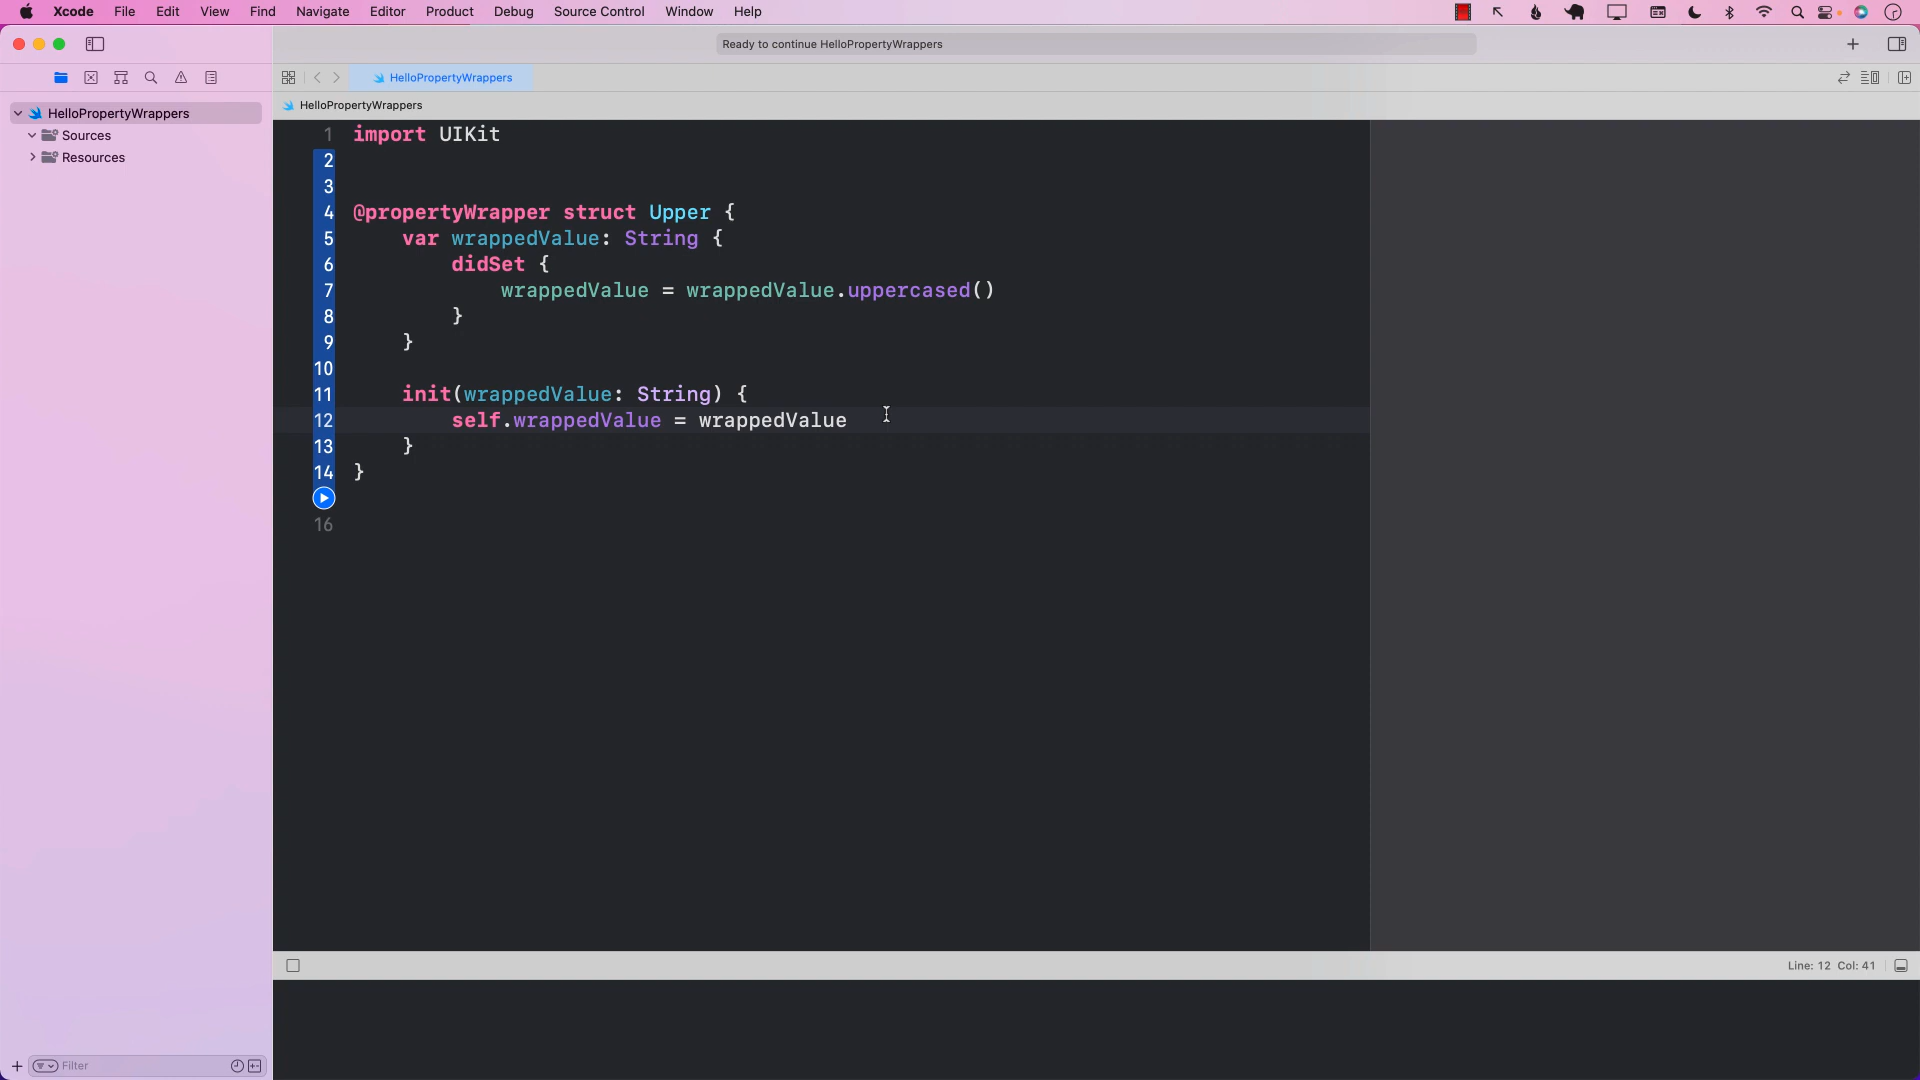 Xcode File Edit View Find Navigate Editor Product Debug Source Control Window Help
Ready to continue HelloPropertyWrappers
HelloPropertyWrappers
HelloPropertyWrappers
HelloPropertyWrappers
Sources
Resources
1 import UIKit
2
3
4 @propertyWrapper struct Upper {
5 var wrappedValue: String {
6 didSet {
7 wrappedValue = wrappedValue.uppercased()
8 }
9 }
10
11 init(wrappedValue: String) {
12 self.wrappedValue = wrappedValue
13 }
14 }
16
Line: 12 Col: 41
Filter